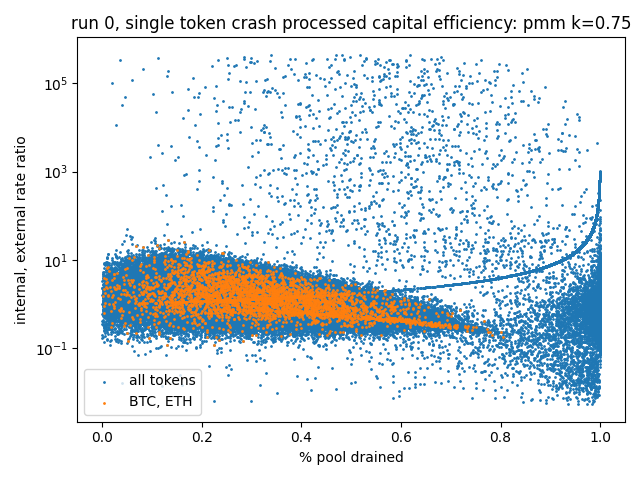 run 0, single token crash processed capital efficiency: pmm k=0.75
internal, external rate ratio
10^5
10^3
10^1
10^−1
all tokens
BTC, ETH
0.0 0.2 0.4 0.6 0.8 1.0
% pool drained